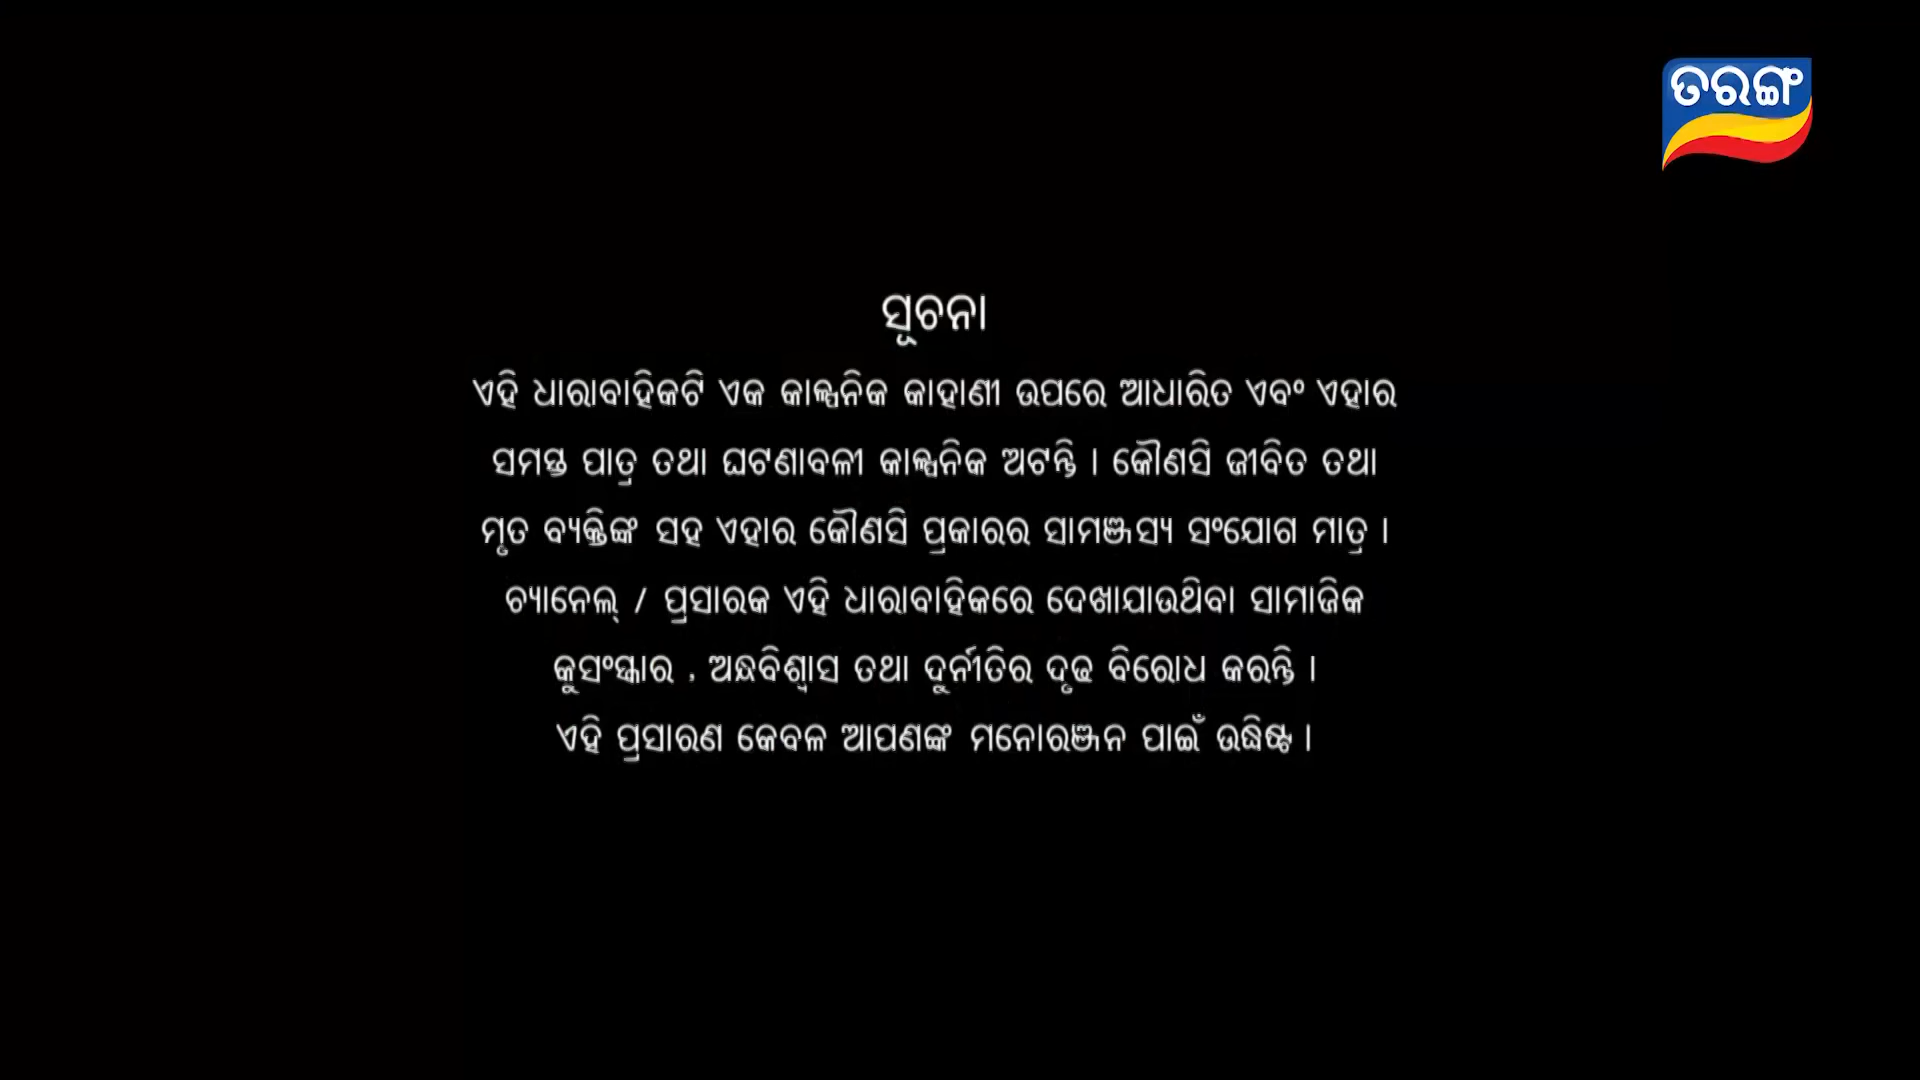 ତରଙ୍ଗ
ସୂଚନା
ଏହି ଧାରାବାହିକଟି ଏକ କାଳ୍ପନିକ କାହାଣୀ ଉପରେ ଆଧାରିତ ଏବଂ ଏହାର
ସମସ୍ତ ପାତ୍ର ତଥା ଘଟଣାବଳୀ କାଳ୍ପନିକ ଅଟନ୍ତି । କୌଣସି ଜୀବିତ ତଥା
ମୃତ ବ୍ୟକ୍ତିଙ୍କ ସହ ଏହାର କୌଣସି ପ୍ରକାରର ସାମଞ୍ଜସ୍ୟ ସଂଯୋଗ ମାତ୍ର ।
ଚ୍ୟାନେଲ୍ / ପ୍ରସାରକ ଏହି ଧାରାବାହିକରେ ଦେଖାଯାଉଥିବା ସାମାଜିକ
କୁସଂସ୍କାର , ଅନ୍ଧବିଶ୍ୱାସ ତଥା ଦୁର୍ନୀତିର ଦୃଢ ବିରୋଧ କରନ୍ତି ।
ଏହି ପ୍ରସାରଣ କେବଳ ଆପଣଙ୍କ ମନୋରଞ୍ଜନ ପାଇଁ ଉଦ୍ଧିଷ୍ଟ ।